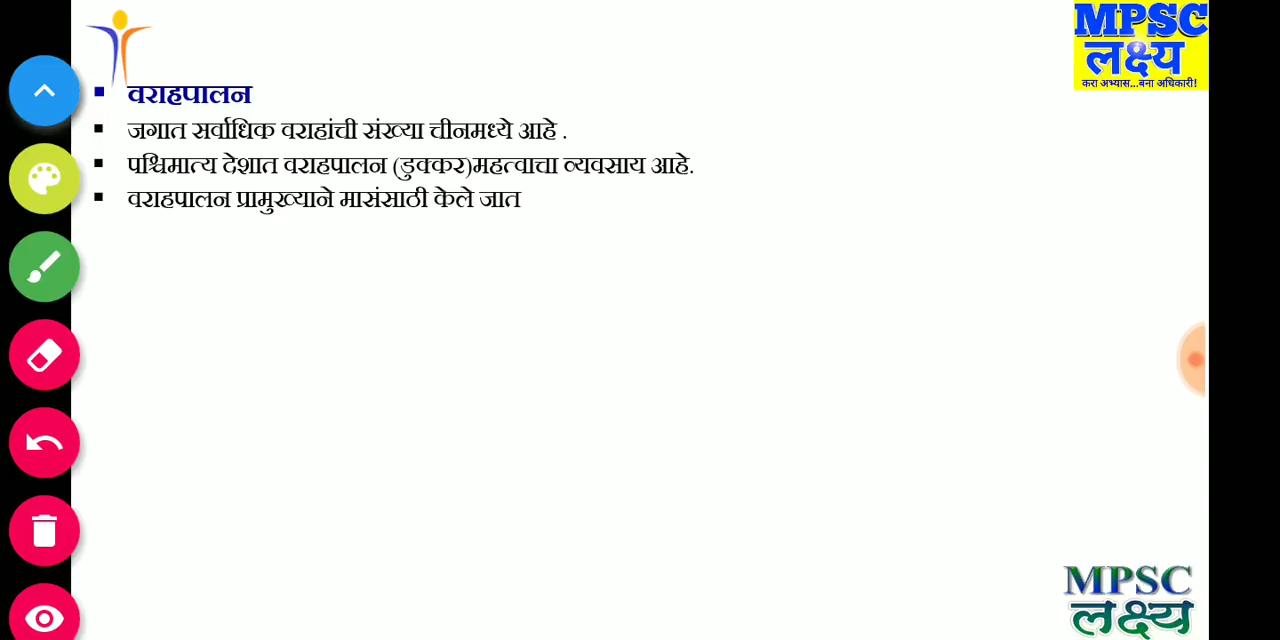 MPSC
लक्ष्य
करा अभ्यास...बना अधिकारी!
वराहपालन
जगात सर्वाधिक वराहांची संख्या चीनमध्ये आहे .
पश्चिमात्य देशात वराहपालन (डुक्कर)महत्वाचा व्यवसाय आहे.
वराहपालन प्रामुख्याने मासंसाठी केले जात
MPSC
लक्ष्य